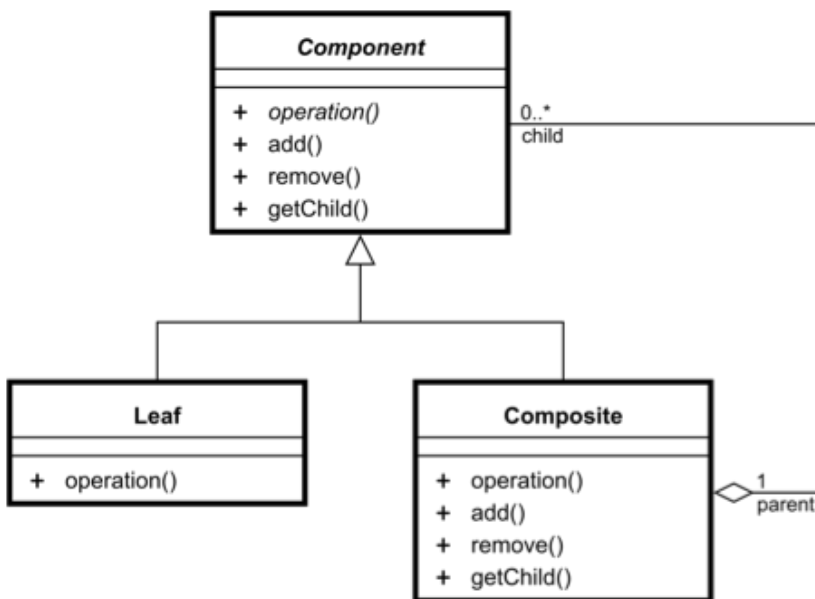 Component
+ operation()
+ add()
+ remove()
+ getChild()
0..*
child
Leaf
+ operation()
Composite
+ operation()
+ add()
+ remove()
+ getChild()
1
parent